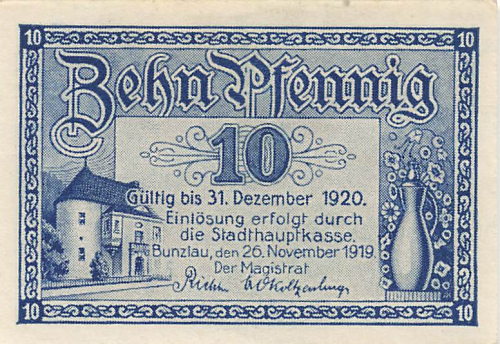 10 10
Zehn Pfennig
10
Gültig bis 31. Dezember 1920.
Einlösung erfolgt durch
die Stadthauptkasse.
Bunzlau, den 26. November 1919.
Der Magistrat
10 10